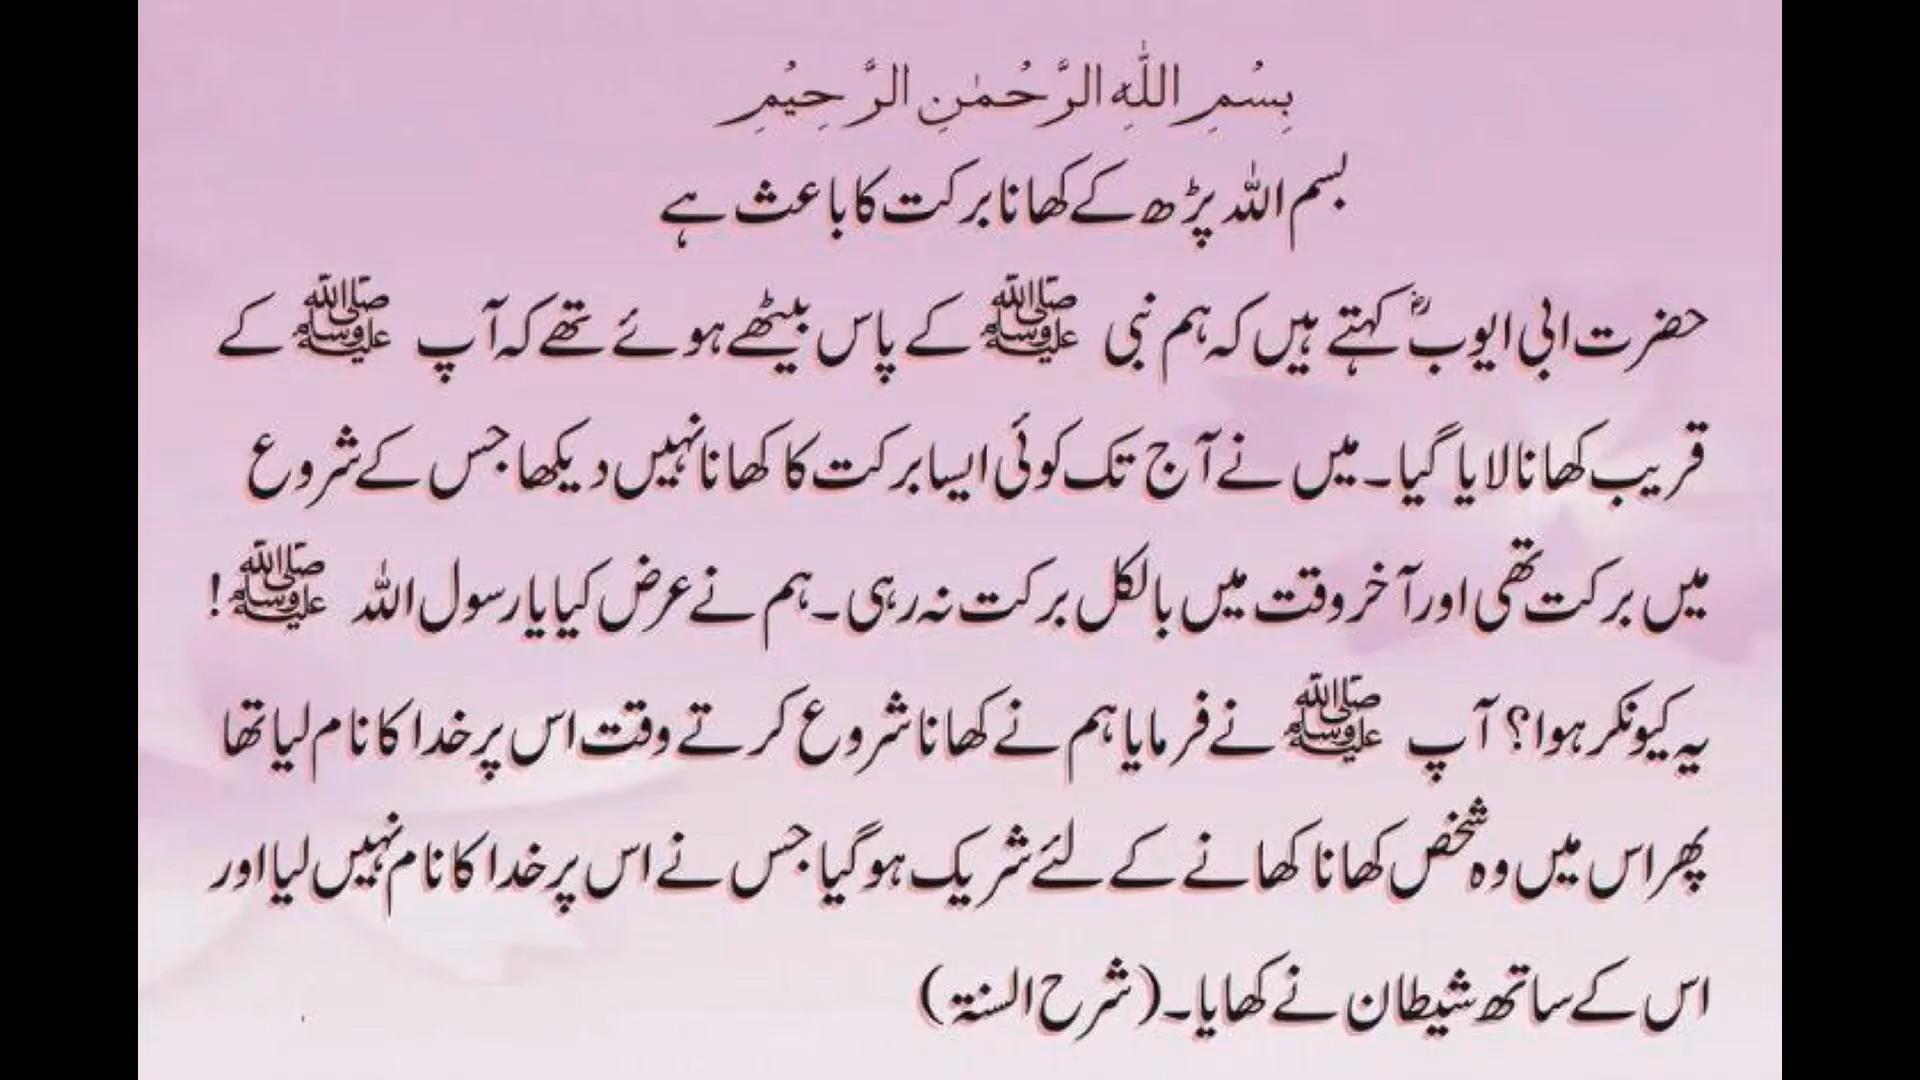 بِسْمِ اللّٰهِ الرَّحْمٰنِ الرَّحِيْمِ
بسم اللہ پڑھ کے کھانا برکت کا باعث ہے
حضرت ابی ایوبؓ کہتے ہیں کہ ہم نبی ﷺ کے پاس بیٹھے ہوئے تھے کہ آپ ﷺ کے
قریب کھانا لایا گیا۔ میں نے آج تک کوئی ایسا برکت کا کھانا نہیں دیکھا جس کے شروع
میں برکت تھی اور آخر وقت میں بالکل برکت نہ رہی۔ ہم نے عرض کیا یا رسول اللہ ﷺ!
یہ کیونکر ہوا؟ آپ ﷺ نے فرمایا ہم نے کھانا شروع کرتے وقت اس پر خدا کا نام لیا تھا
پھر اس میں وہ شخص کھانا کھانے کے لئے شریک ہو گیا جس نے اس پر خدا کا نام نہیں لیا اور
اس کے ساتھ شیطان نے کھایا۔ (شرح السنۃ)